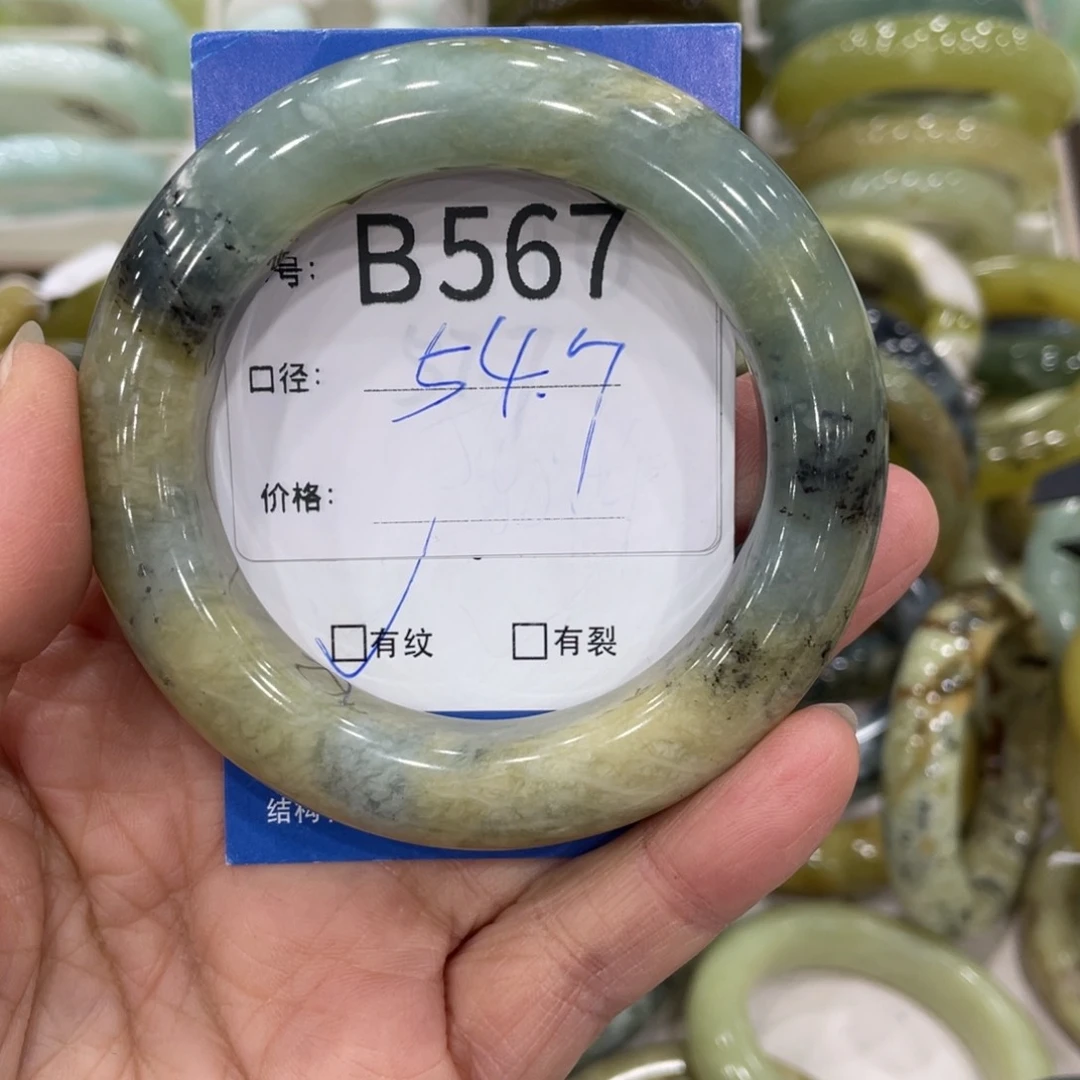 号: B567
口径: 54.7
价格:
☑有纹 □有裂
结构